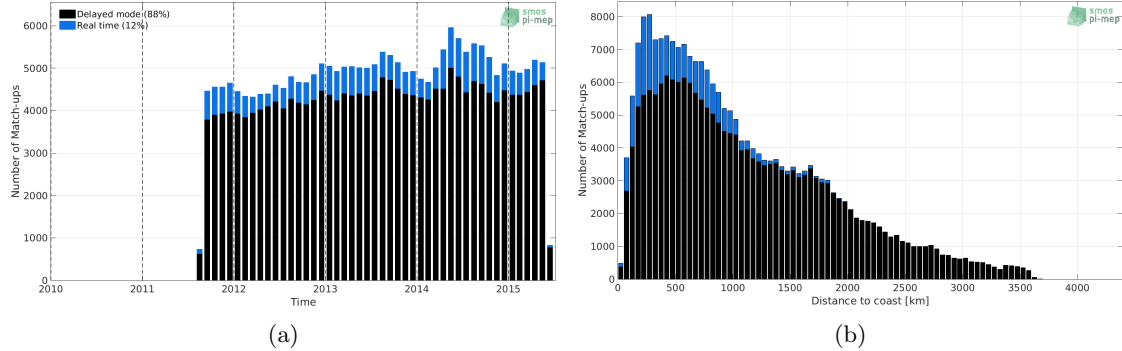 Delayed mode (88%)
Real time (12%)
smos
pi-mep
Number of Match-ups
6000
5000
4000
3000
2000
1000
0
2010
2011
2012
2013
2014
2015
Time
(a)
smos
pi-mep
Number of Match-ups
8000
7000
6000
5000
4000
3000
2000
1000
0
0
500
1000
1500
2000
2500
3000
3500
4000
Distance to coast [km]
(b)